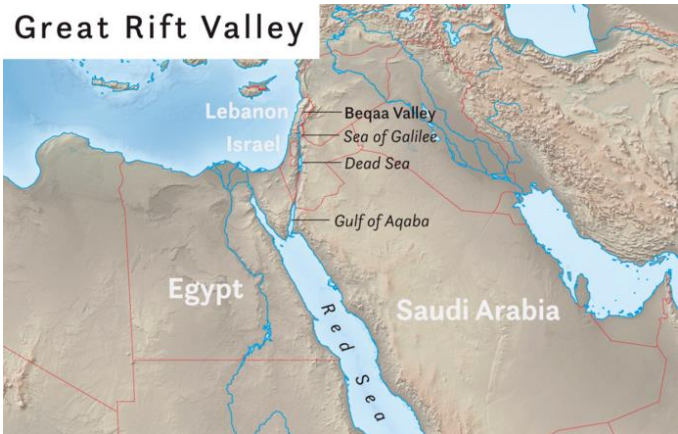 Great Rift Valley
Lebanon
Beqaa Valley
Israel
Sea of Galilee
Dead Sea
Gulf of Aqaba
Egypt
Saudi Arabia
Red Sea